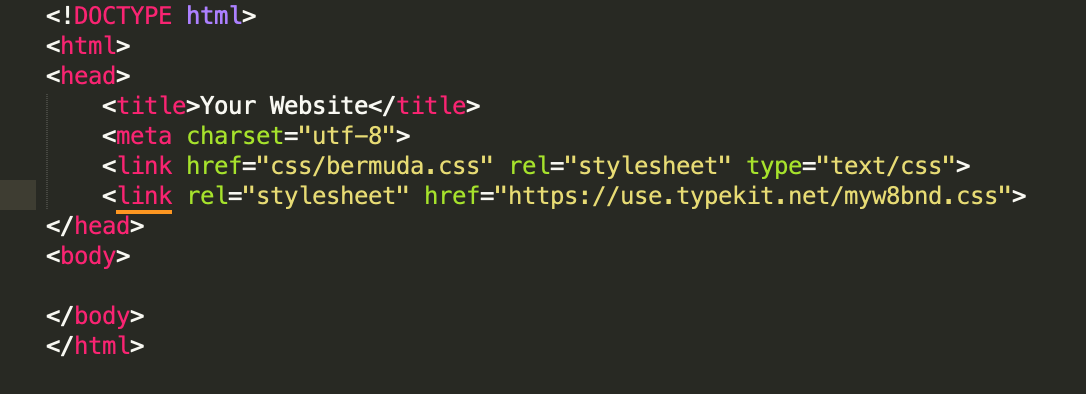 <!DOCTYPE html>
<html>
<head>
<title>Your Website</title>
<meta charset="utf-8">
<link href="css/bermuda.css" rel="stylesheet" type="text/css">
<link rel="stylesheet" href="https://use.typekit.net/myw8bnd.css">
</head>
<body>
</body>
</html>